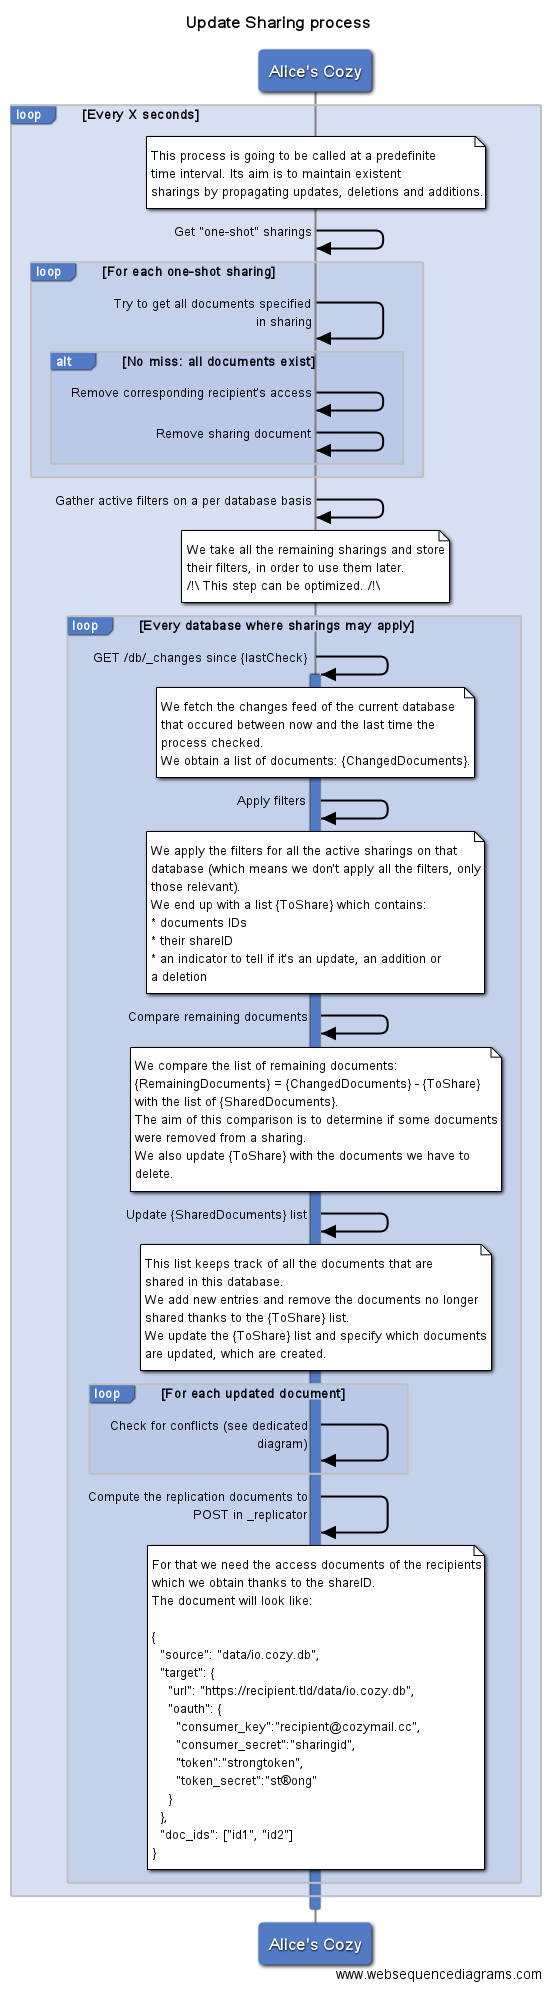 Update Sharing process
Alice's Cozy
loop [Every X seconds]
This process is going to be called at a predefinite
time interval. Its aim is to maintain existent
sharings by propagating updates, deletions and additions.
Get "one-shot" sharings
loop [For each one-shot sharing]
Try to get all documents specified
in sharing
alt [No miss: all documents exist]
Remove corresponding recipient's access
Remove sharing document
Gather active filters on a per database basis
We take all the remaining sharings and store
their filters, in order to use them later.
/!\ This step can be optimized. /!\
loop [Every database where sharings may apply]
GET /db/_changes since {lastCheck}
We fetch the changes feed of the current database
that occured between now and the last time the
process checked.
We obtain a list of documents: {ChangedDocuments}.
Apply filters
We apply the filters for all the active sharings on that
database (which means we don't apply all the filters, only
those relevant).
We end up with a list {ToShare} which contains:
* documents IDs
* their shareID
* an indicator to tell if it's an update, an addition or
a deletion
Compare remaining documents
We compare the list of remaining documents:
{RemainingDocuments} = {ChangedDocuments} - {ToShare}
with the list of {SharedDocuments}.
The aim of this comparison is to determine if some documents
were removed from a sharing.
We also update {ToShare} with the documents we have to
delete.
Update {SharedDocuments} list
This list keeps track of all the documents that are
shared in this database.
We add new entries and remove the documents no longer
shared thanks to the {ToShare} list.
We update the {ToShare} list and specify which documents
are updated, which are created.
loop [For each updated document]
Check for conflicts (see dedicated
diagram)
Compute the replication documents to
POST in _replicator
For that we need the access documents of the recipients
which we obtain thanks to the shareID.
The document will look like:
{
"source": "data/io.cozy.db",
"target": {
"url": "https://recipient.tld/data/io.cozy.db",
"oauth": {
"consumer_key":"recipient@cozymail.cc",
"consumer_secret":"sharingid",
"token":"strongtoken",
"token_secret":"st®ong"
}
},
"doc_ids": ["id1", "id2"]
}
Alice's Cozy
www.websequencediagrams.com